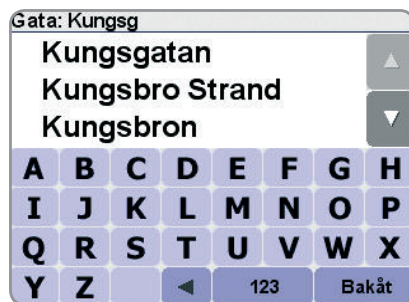 Gata: Kungsg
Kungsgatan
Kungsbro Strand
Kungsbron
A B C D E F G H
I J K L M N O P
Q R S T U V W X
Y Z 123 Bakåt